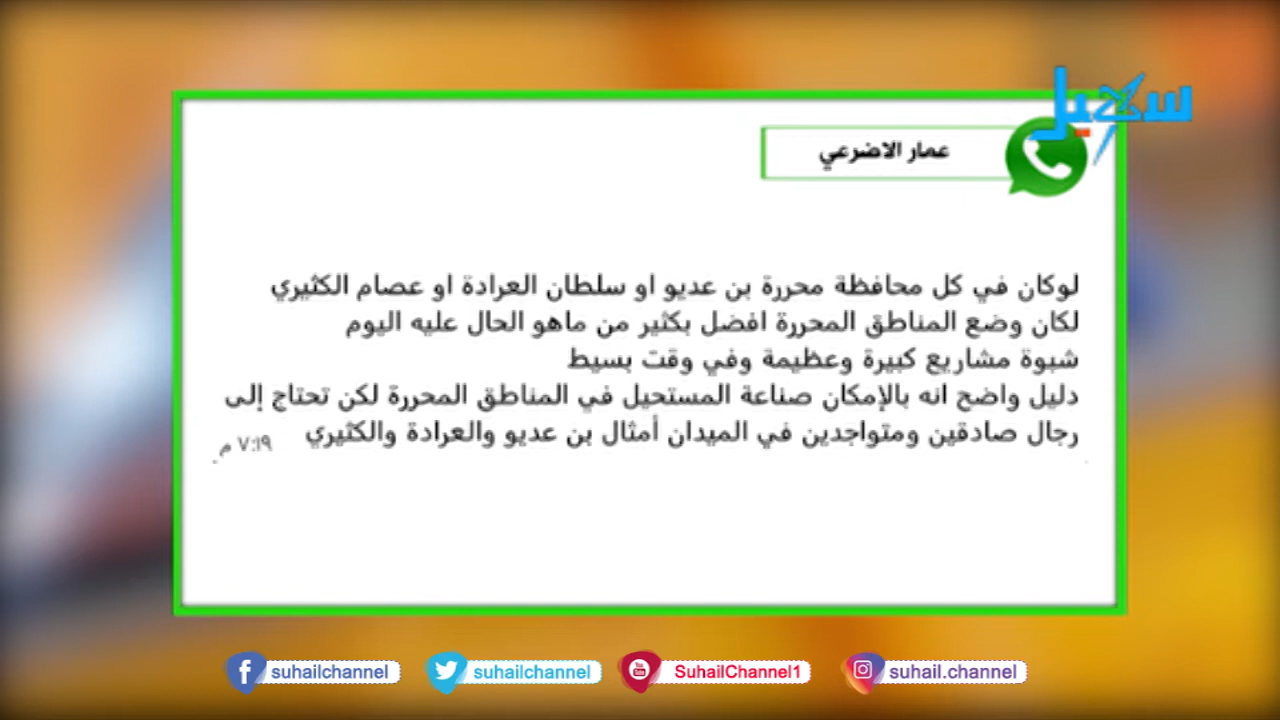 سهيل
عمار الاضرعي
لوكان في كل محافظة محررة بن عديو او سلطان العرادة او عصام الكثيري
لكان وضع المناطق المحررة افضل بكثير من ماهو الحال عليه اليوم
شبوة مشاريع كبيرة وعظيمة وفي وقت بسيط
دليل واضح انه بالإمكان صناعة المستحيل في المناطق المحررة لكن تحتاج إلى
رجال صادقين ومتواجدين في الميدان أمثال بن عديو والعرادة والكثيري
٧:١٩ م
suhailchannel
suhailchannel
SuhailChannel1
suhail.channel